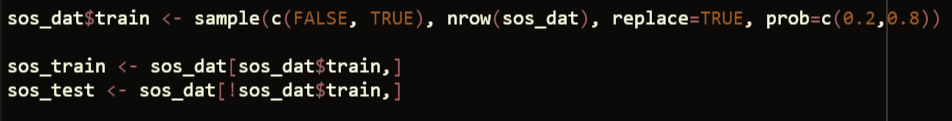 sos_dat$train <- sample(c(FALSE, TRUE), nrow(sos_dat), replace=TRUE, prob=c(0.2,0.8))
sos_train <- sos_dat[sos_dat$train,]
sos_test <- sos_dat[!sos_dat$train,]